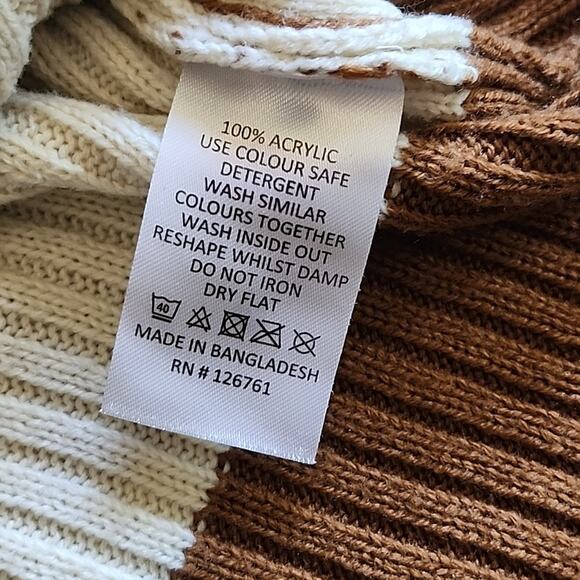 100% ACRYLIC
USE COLOUR SAFE
DETERGENT
WASH SIMILAR
COLOURS TOGETHER
WASH INSIDE OUT
RESHAPE WHILST DAMP
DO NOT IRON
DRY FLAT
40
MADE IN BANGLADESH
RN # 126761